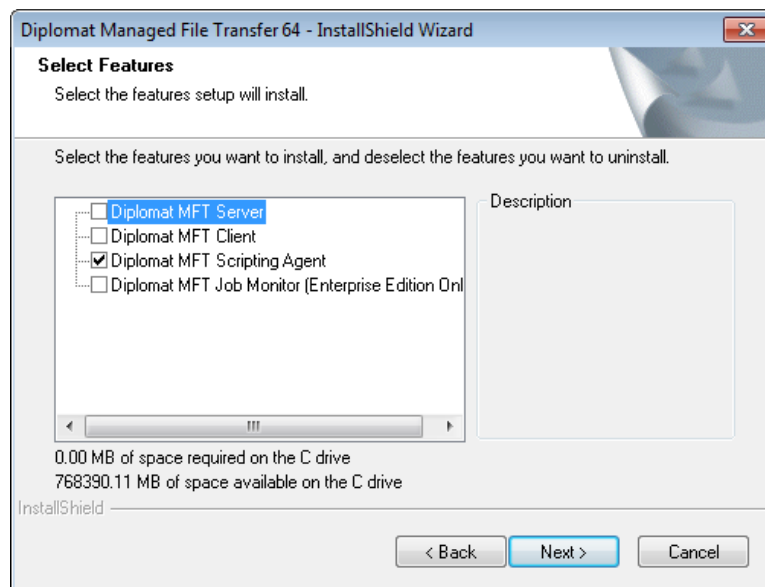 Diplomat Managed File Transfer 64 - InstallShield Wizard
Select Features
Select the features setup will install.
Select the features you want to install, and deselect the features you want to uninstall.
Diplomat MFT Server
Diplomat MFT Client
Diplomat MFT Scripting Agent
Diplomat MFT Job Monitor (Enterprise Edition Onl
Description
0.00 MB of space required on the C drive
768390.11 MB of space available on the C drive
InstallShield
< Back Next > Cancel